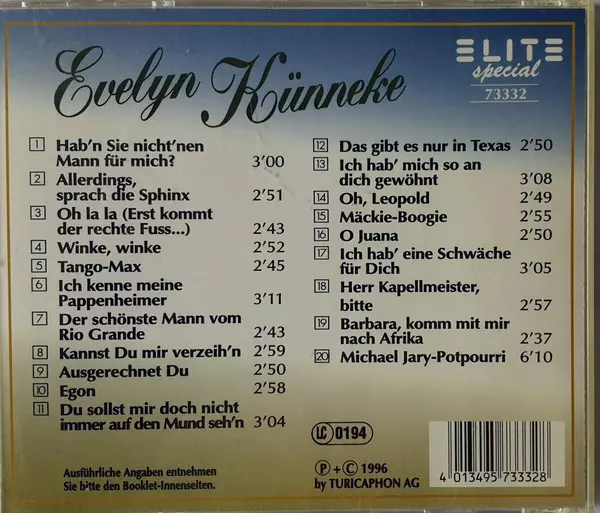 Evelyn Künneke
ELITE
special
73332
1 Hab'n Sie nicht'nen
Mann für mich? 3'00
2 Allerdings,
sprach die Sphinx 2'51
3 Oh la la (Erst kommt
der rechte Fuss...) 2'43
4 Winke, winke 2'52
5 Tango-Max 2'45
6 Ich kenne meine
Pappenheimer 3'11
7 Der schönste Mann vom
Rio Grande 2'43
8 Kannst Du mir verzeih'n 2'59
9 Ausgerechnet Du 2'50
10 Egon 2'58
11 Du sollst mir doch nicht
immer auf den Mund seh'n 3'04
12 Das gibt es nur in Texas 2'50
13 Ich hab' mich so an
dich gewöhnt 3'08
14 Oh, Leopold 2'49
15 Mäckie-Boogie 2'55
16 O Juana 2'50
17 Ich hab' eine Schwäche
für Dich 3'05
18 Herr Kapellmeister,
bitte 2'57
19 Barbara, komm mit mir
nach Afrika 2'37
20 Michael Jary-Potpourri 6'10
Ausführliche Angaben entnehmen
Sie bitte den Booklet-Innenseiten.
LC 0194
Ⓟ + © 1996
by TURICAPHON AG
4 013495 733328